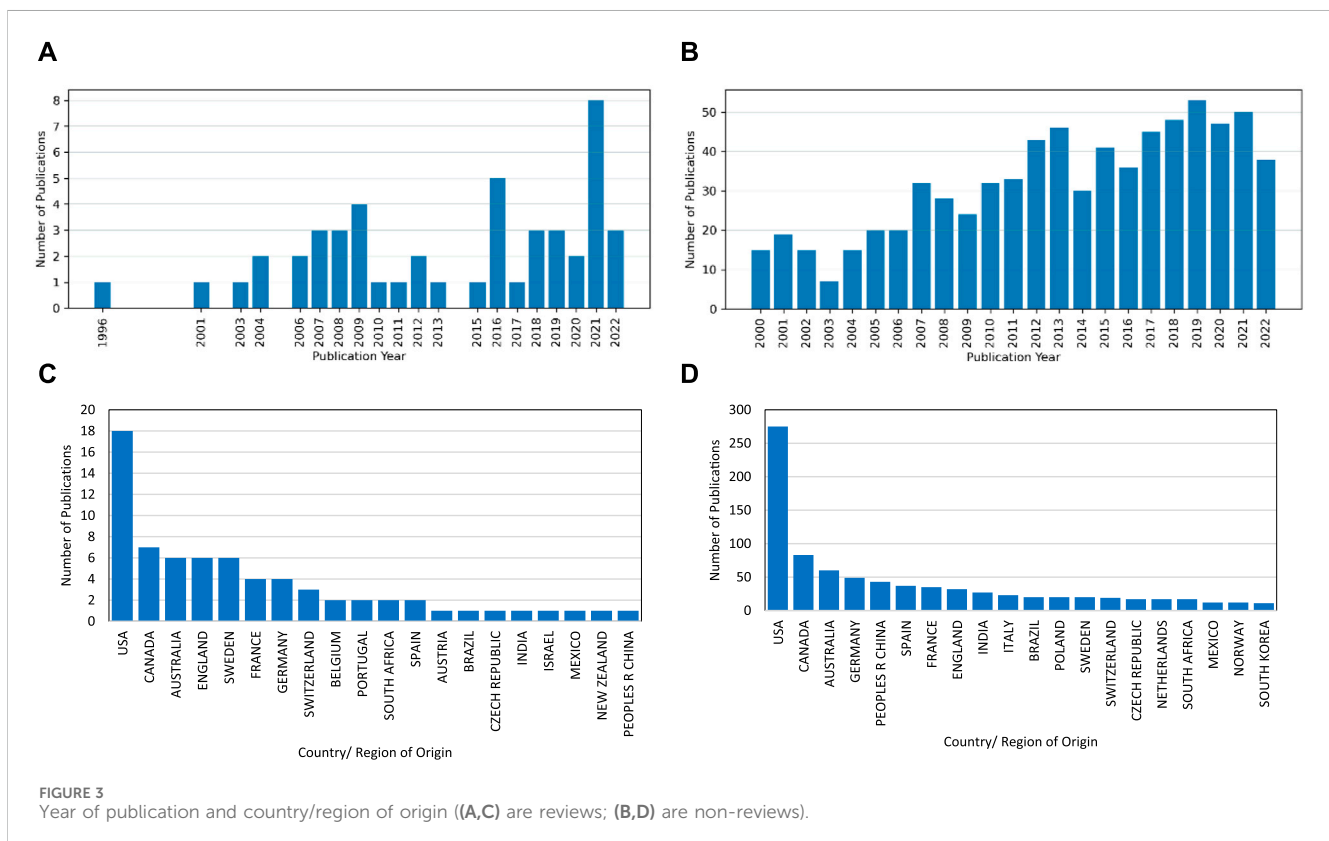 A
Number of Publications
8
7
6
5
4
3
2
1
0
1996
2001
2003
2004
2006
2007
2008
2009
2010
2011
2012
2013
2015
2016
2017
2018
2019
2020
2021
2022
Publication Year
B
Number of Publications
50
40
30
20
10
0
2000
2001
2002
2003
2004
2005
2006
2007
2008
2009
2010
2011
2012
2013
2014
2015
2016
2017
2018
2019
2020
2021
2022
Publication Year
C
Number of Publications
20
18
16
14
12
10
8
6
4
2
0
USA
CANADA
AUSTRALIA
ENGLAND
SWEDEN
FRANCE
GERMANY
SWITZERLAND
BELGIUM
PORTUGAL
SOUTH AFRICA
SPAIN
AUSTRIA
BRAZIL
CZECH REPUBLIC
INDIA
ISRAEL
MEXICO
NEW ZEALAND
PEOPLES R CHINA
Country/ Region of Origin
D
Number of Publications
300
250
200
150
100
50
0
USA
CANADA
AUSTRALIA
GERMANY
PEOPLES R CHINA
SPAIN
FRANCE
ENGLAND
INDIA
ITALY
BRAZIL
POLAND
SWEDEN
SWITZERLAND
CZECH REPUBLIC
NETHERLANDS
SOUTH AFRICA
MEXICO
NORWAY
SOUTH KOREA
Country/ Region of Origin
FIGURE 3
Year of publication and country/region of origin ((A,C) are reviews; (B,D) are non-reviews).